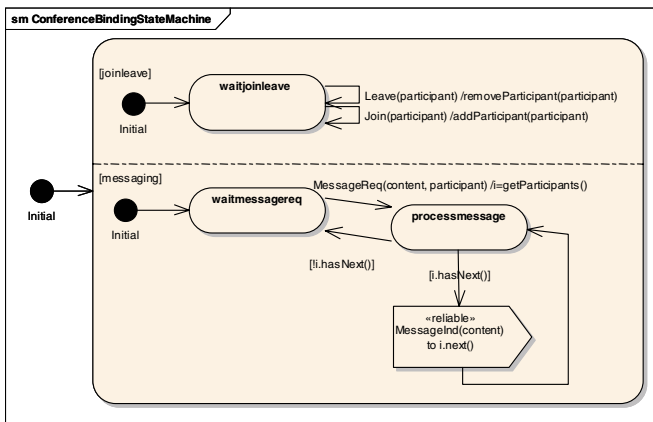 sm ConferenceBindingStateMachine
[joinleave]
waitjoinleave
Initial
Leave(participant) /removeParticipant(participant)
Join(participant) /addParticipant(participant)
Initial
[messaging]
waitmessagereq
Initial
MessageReq(content, participant) /i=getParticipants()
processmessage
[!i.hasNext()]
[i.hasNext()]
«reliable»
MessageInd(content)
to i.next()